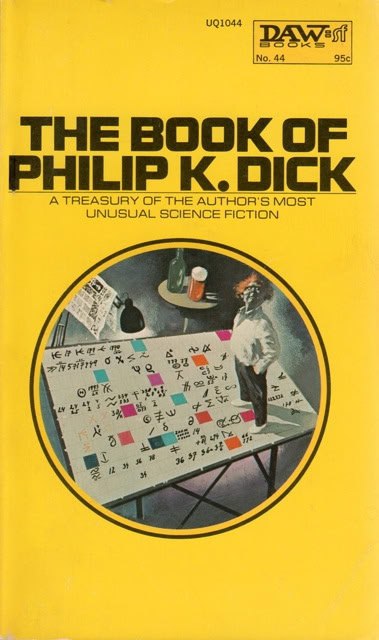 UQ1044
DAW=sf
BOOKS
No. 44 95c
THE BOOK OF
PHILIP K. DICK
A TREASURY OF THE AUTHOR'S MOST
UNUSUAL SCIENCE FICTION